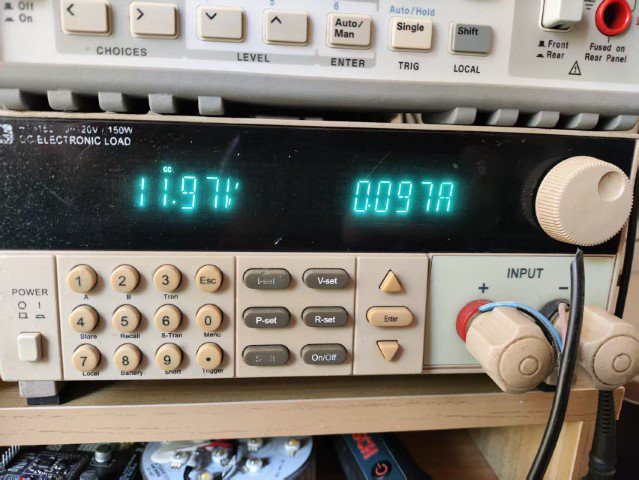 Off
On
CHOICES
5
LEVEL
6
Auto/
Man
ENTER
Auto/Hold
Single
TRIG
Shift
LOCAL
Front
Rear
Fused on
Rear Panel
120V / 150W
DC ELECTRONIC LOAD
CC
11.971V
0.097A
INPUT
+ −
POWER
O I
1 2 3 Esc
A B Tran
I-set V-set
4 5 6 0
Store Recall S-Tran Menu
P-set R-set
Enter
7 8 9 •
Local Battery Short Trigger
Shift On/Off